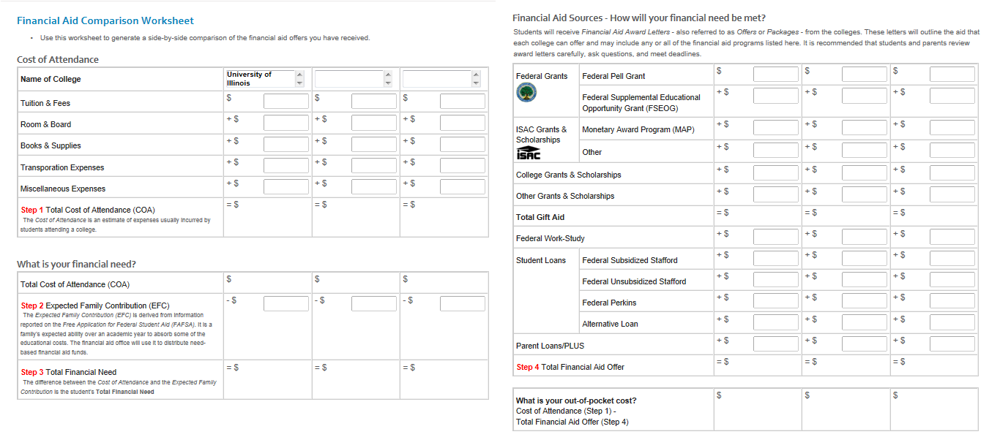 Financial Aid Comparison Worksheet
• Use this worksheet to generate a side-by-side comparison of the financial aid offers you have received.
Cost of Attendance
Name of College
University of
Illinois
Tuition & Fees $ $ $
Room & Board + $ + $ + $
Books & Supplies + $ + $ + $
Transporation Expenses + $ + $ + $
Miscellaneous Expenses + $ + $ + $
Step 1 Total Cost of Attendance (COA) = $ = $ = $
The Cost of Attendance is an estimate of expenses usually incurred by
students attending a college.
What is your financial need?
Total Cost of Attendance (COA) $ $ $
Step 2 Expected Family Contribution (EFC) - $ - $ - $
The Expected Family Contribution (EFC) is derived from information
reported on the Free Application for Federal Student Aid (FAFSA). It is a
family's expected ability over an academic year to absorb some of the
educational costs. The financial aid office will use it to distribute need-
based financial aid funds.
Step 3 Total Financial Need = $ = $ = $
The difference between the Cost of Attendance and the Expected Family
Contribution is the student's Total Financial Need
Financial Aid Sources - How will your financial need be met?
Students will receive Financial Aid Award Letters - also referred to as Offers or Packages - from the colleges. These letters will outline the aid that
each college can offer and may include any or all of the financial aid programs listed here. It is recommended that students and parents review
award letters carefully, ask questions, and meet deadlines.
Federal Grants
Federal Pell Grant $ $ $
Federal Supplemental Educational + $ + $ + $
Opportunity Grant (FSEOG)
ISAC Grants &
Scholarships
ISAC
Monetary Award Program (MAP) + $ + $ + $
Other + $ + $ + $
College Grants & Scholarships + $ + $ + $
Other Grants & Scholarships + $ + $ + $
Total Gift Aid = $ = $ = $
Federal Work-Study + $ + $ + $
Student Loans
Federal Subsidized Stafford + $ + $ + $
Federal Unsubsidized Stafford + $ + $ + $
Federal Perkins + $ + $ + $
Alternative Loan + $ + $ + $
Parent Loans/PLUS + $ + $ + $
Step 4 Total Financial Aid Offer = $ = $ = $
What is your out-of-pocket cost? $ $ $
Cost of Attendance (Step 1) -
Total Financial Aid Offer (Step 4)